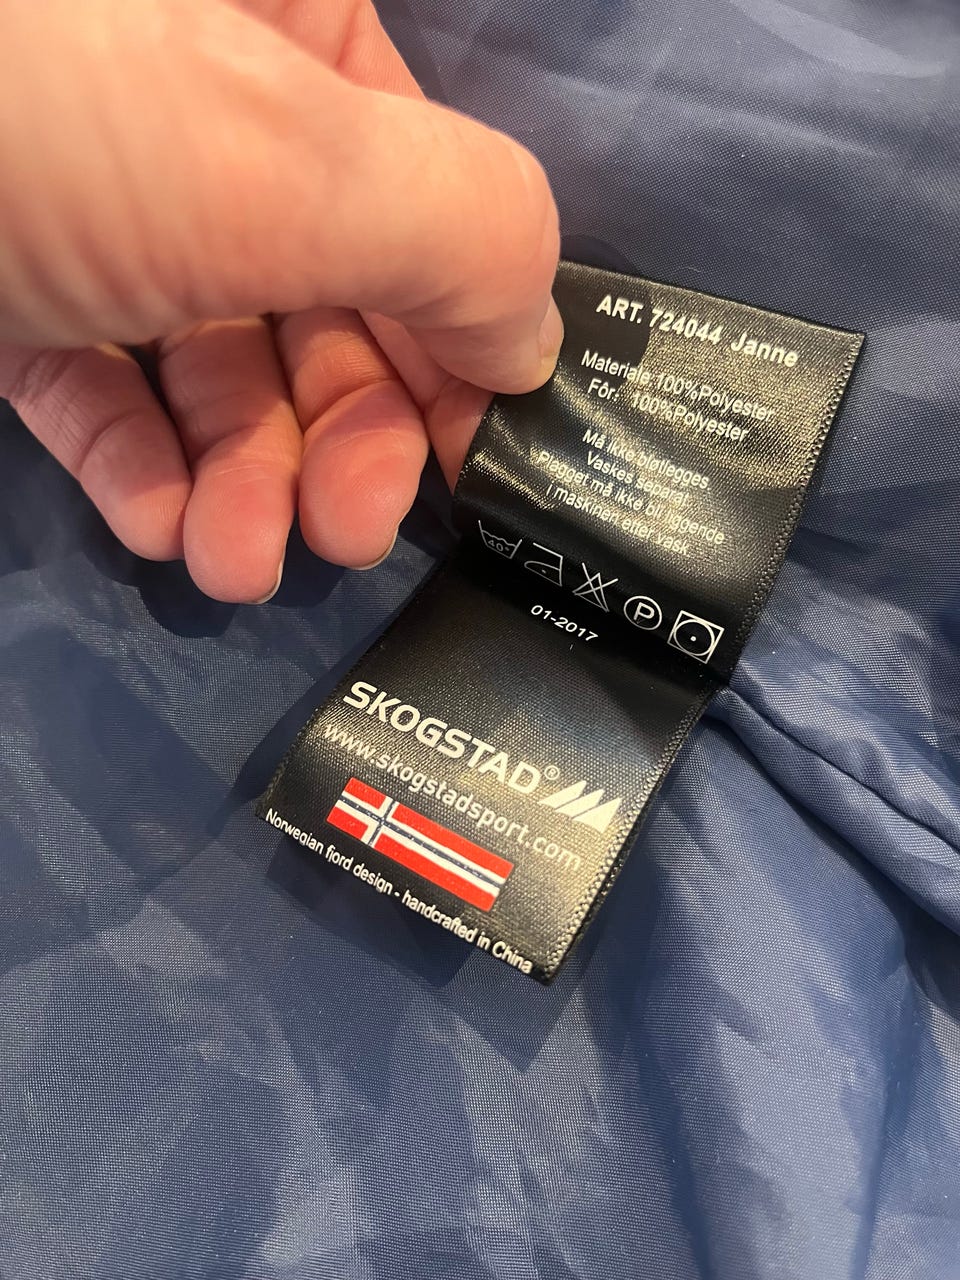 ART. 724044 Janne
Materiale 100%Polyester
Fôr: 100%Polyester
Må ikke bløtlegges.
Vaskes separat.
Plagget må ikke bli liggende
i maskinen etter vask
40°
P
01-2017
SKOGSTAD®
www.skogstadsport.com
Norwegian fjord design - handcrafted in China